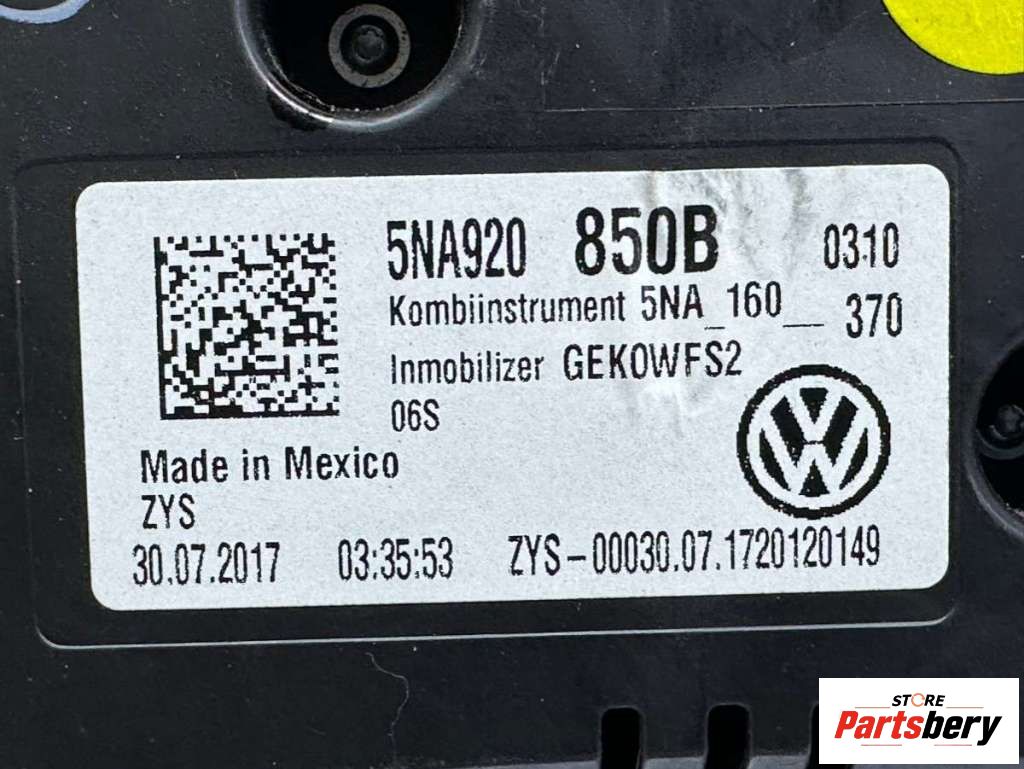 5NA920 850B 0310
Kombiinstrument 5NA_160__ 370
Inmobilizer GEKOWFS2
06S
Made in Mexico
ZYS
30.07.2017 03:35:53 ZYS-00030.07.1720120149
STORE
Partsbery